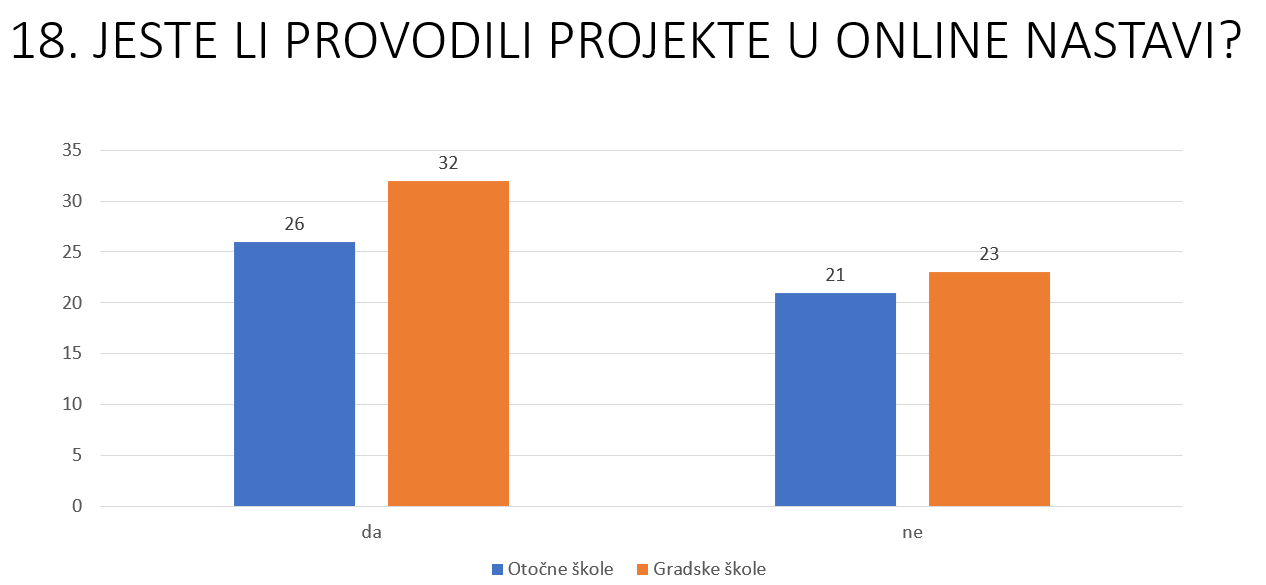 18. JESTE LI PROVODILI PROJEKTE U ONLINE NASTAVI?
35
30
25
20
15
10
5
0
26
32
21
23
da
ne
Otočne škole
Gradske škole